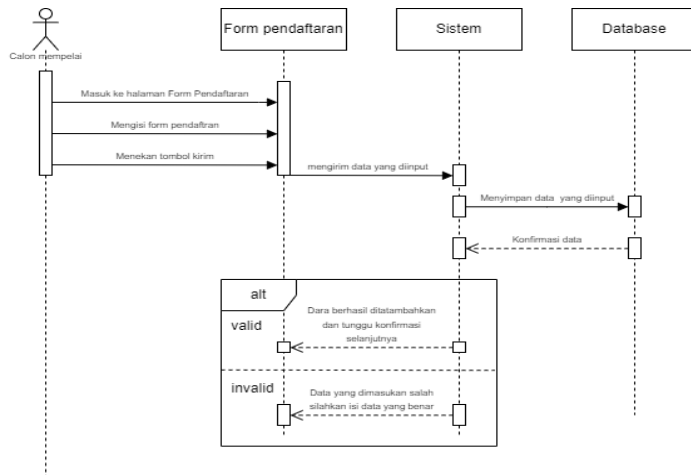 Form pendaftaran
Sistem
Database
Calon mempelai
Masuk ke halaman Form Pendaftaran
Mengisi form pendaftran
Menekan tombol kirim
mengirim data yang diinput
Menyimpan data yang diinput
Konfirmasi data
alt
valid
Dara berhasil ditatambahkan
dan tunggu konfirmasi
selanjutnya
invalid
Data yang dimasukan salah
silahkan isi data yang benar